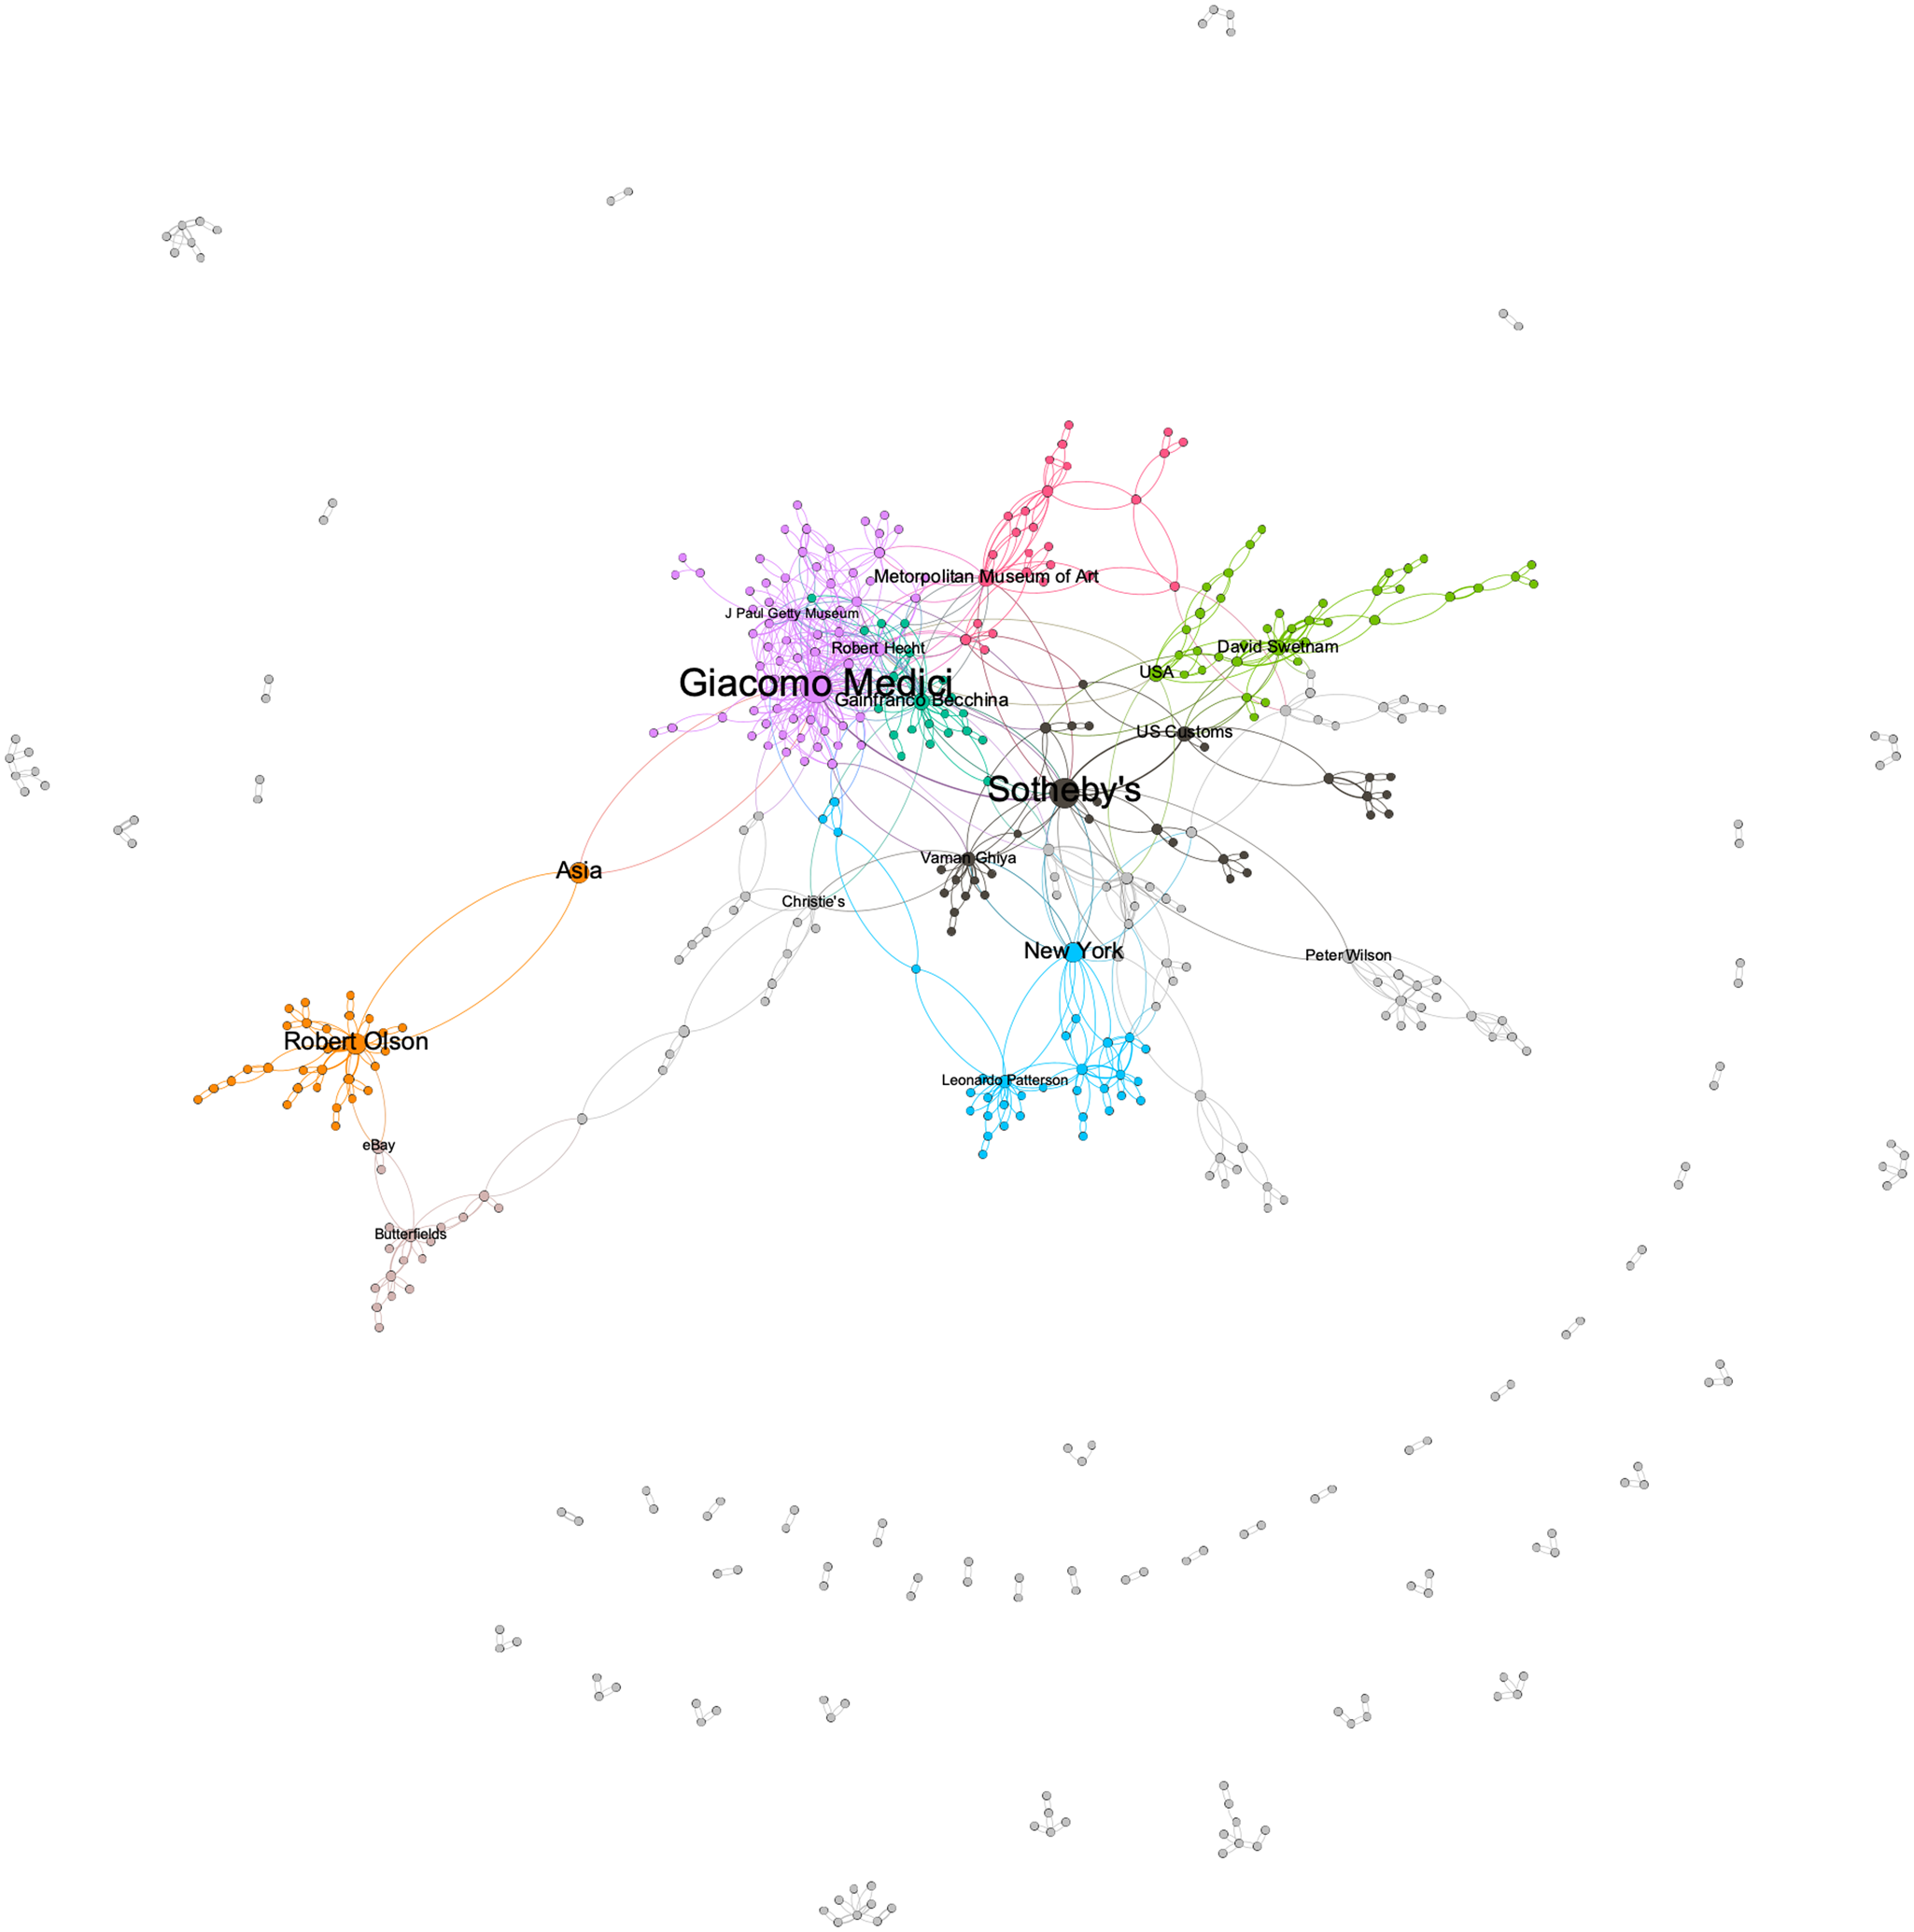 Metorpolitan Museum of Art
J Paul Getty Museum
Robert Hecht
David Swetnam
USA
Giacomo Medici
Gainfranco Becchina
US Customs
Sotheby's
Vaman Ghiya
Asia
Christie's
New York
Peter Wilson
Robert Olson
Leonardo Patterson
eBay
Butterfields